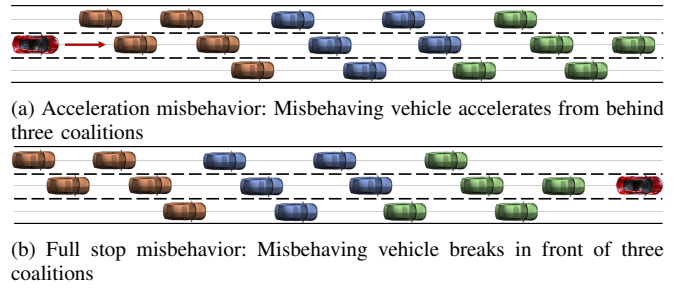 (a) Acceleration misbehavior: Misbehaving vehicle accelerates from behind
three coalitions
(b) Full stop misbehavior: Misbehaving vehicle breaks in front of three
coalitions